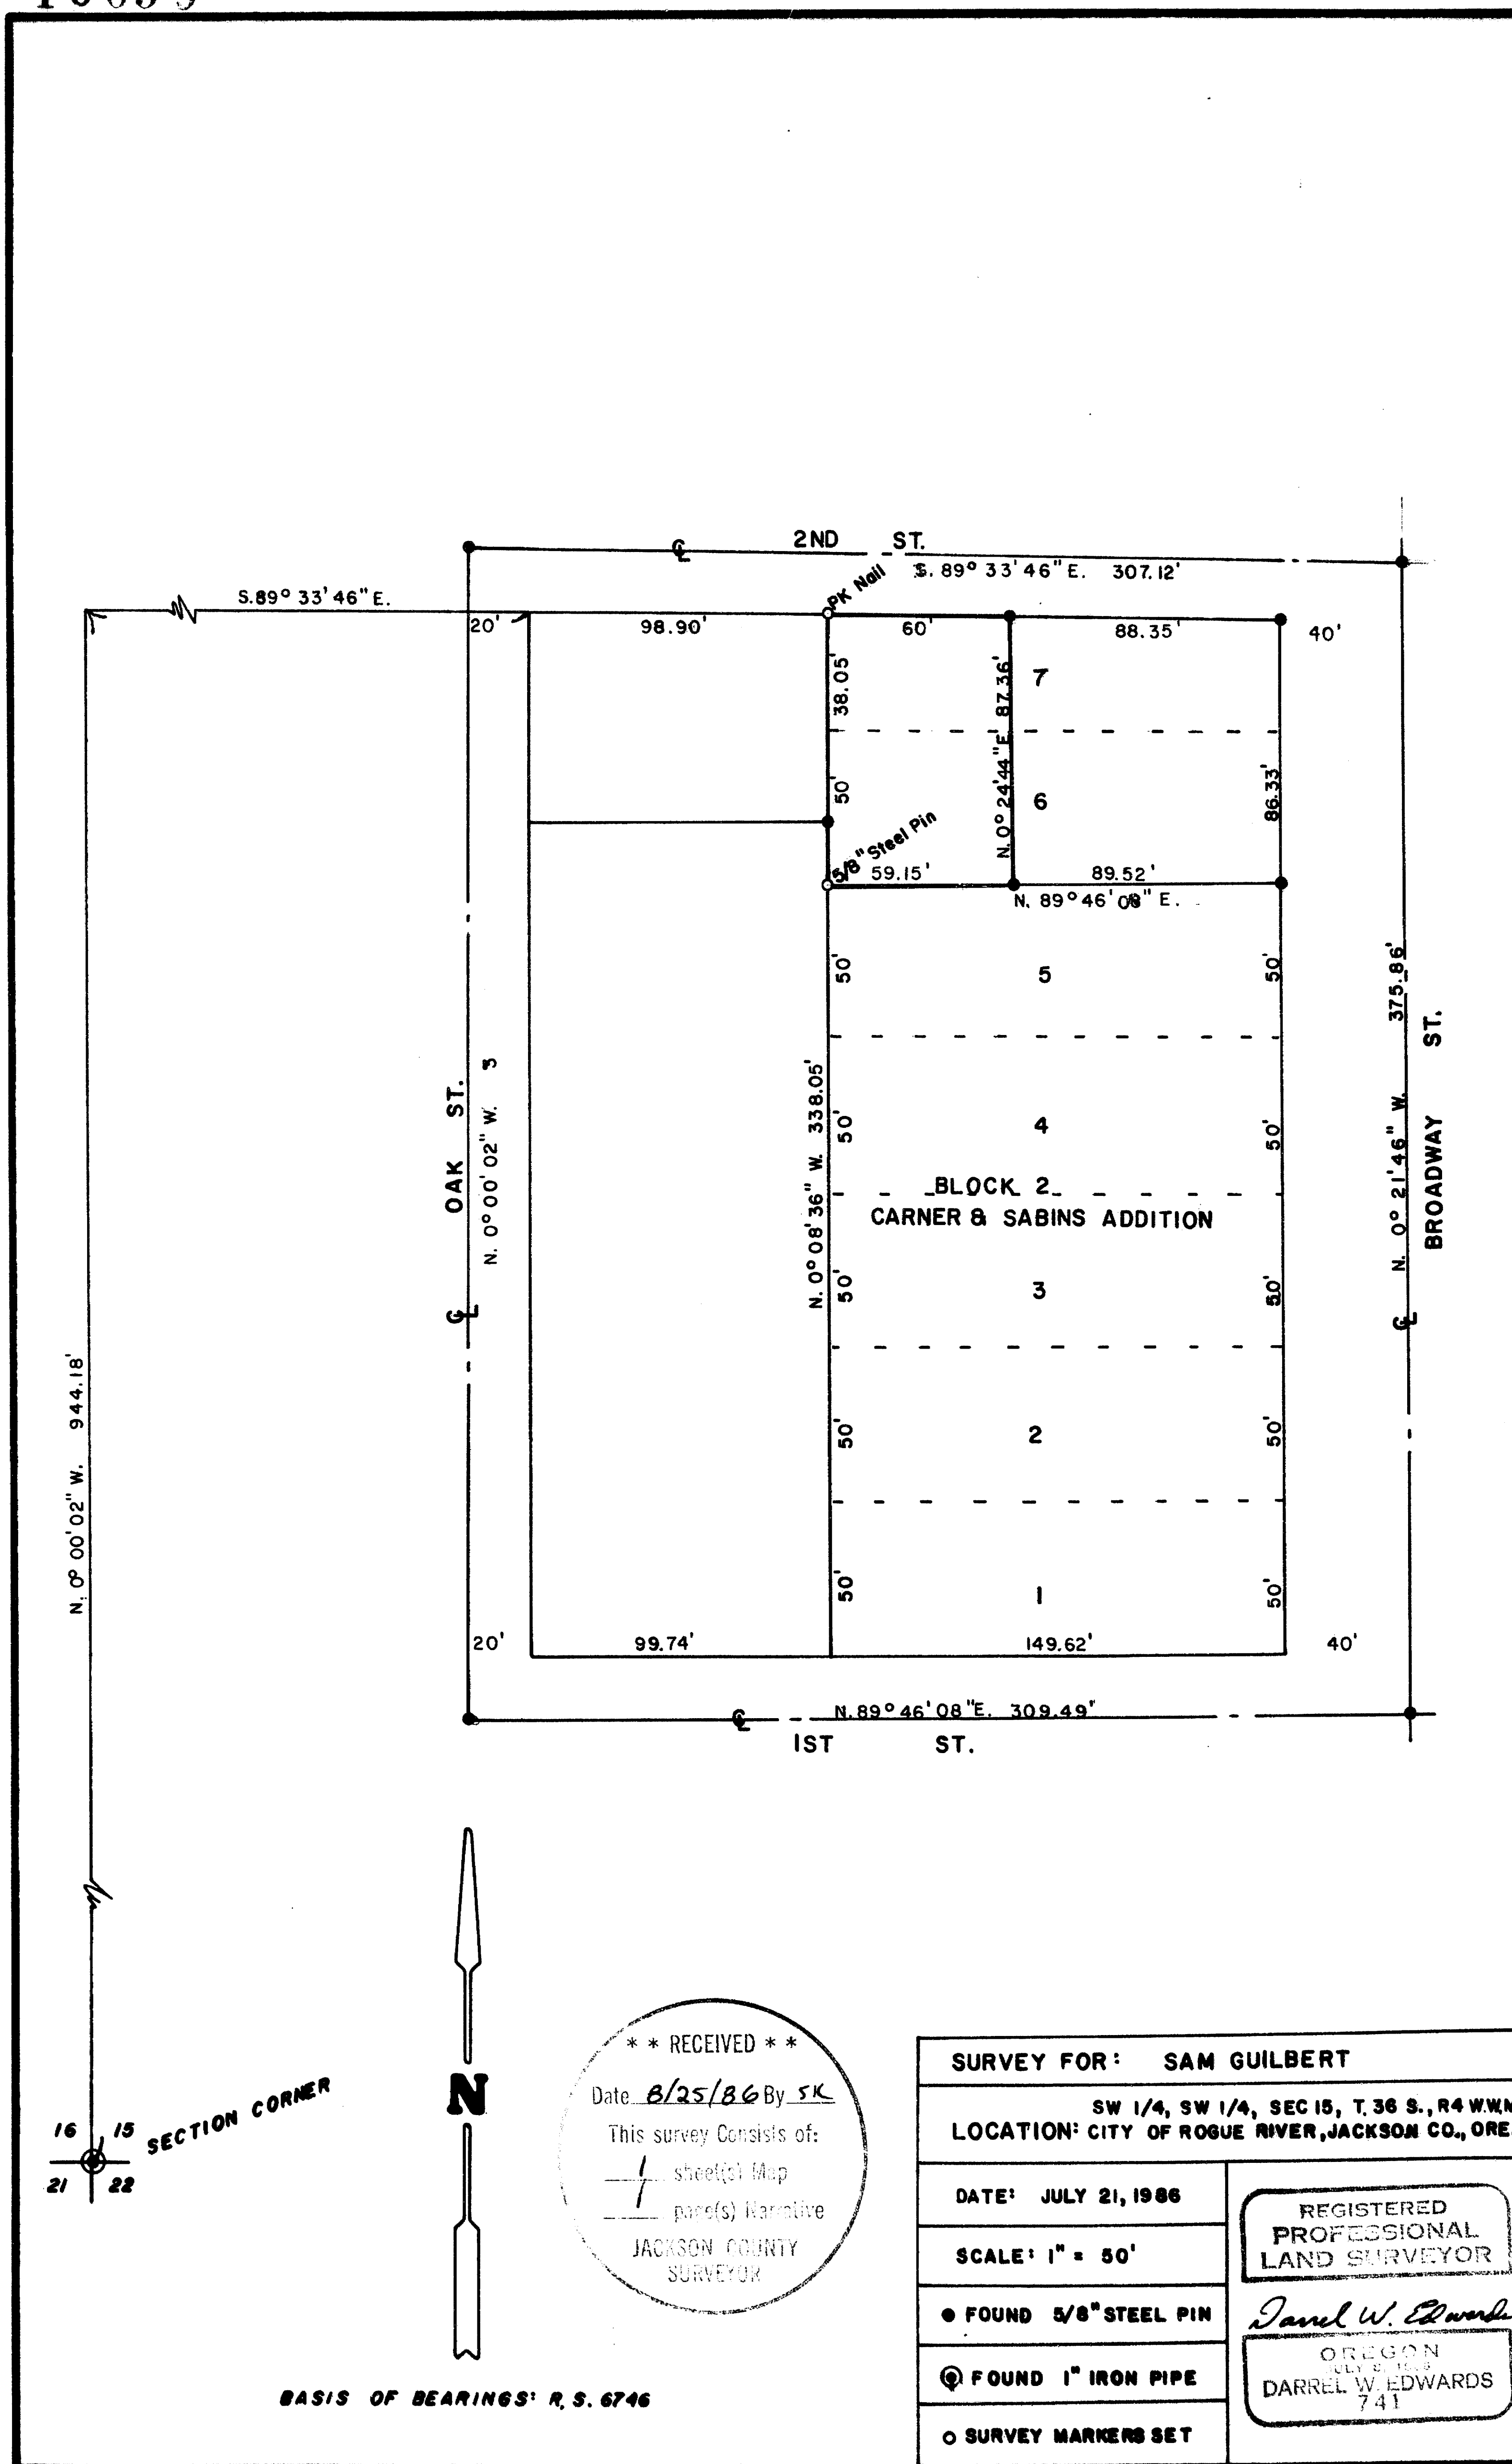 2ND ST.
S. 89° 33' 46" E. 307.12'
PK Nail
S.89° 33' 46" E.
20'
98.90'
60'
88.35'
40'
38.05'
7
N. 0° 24' 44" E. 87.36'
50'
6
86.33'
5/8" Steel Pin
59.15'
89.52'
N. 89° 46' 08" E.
50'
5
50'
375.86'
N. 0° 21' 46" W.
BROADWAY ST.
OAK ST.
N. 0° 00' 02" W. 3
N. 0° 08' 36" W. 338.05'
50'
4
50'
BLOCK 2
CARNER & SABINS ADDITION
50'
3
50'
N. 0° 00' 02" W. 944.18'
50'
2
50'
50'
1
50'
20'
99.74'
149.62'
40'
N. 89° 46' 08" E. 309.49'
1ST ST.
N
16 15
21 22
SECTION CORNER
* * RECEIVED * *
Date 8/25/86 By SK
This survey Consists of:
1 sheet(s) Map
1 page(s) Narrative
JACKSON COUNTY
SURVEYOR
BASIS OF BEARINGS: R. S. 6746
SURVEY FOR: SAM GUILBERT
SW 1/4, SW 1/4, SEC 15, T. 36 S., R4 W.W.M
LOCATION: CITY OF ROGUE RIVER, JACKSON CO., ORE
DATE: JULY 21, 1986
SCALE: 1" = 50'
FOUND 5/8" STEEL PIN
FOUND 1" IRON PIPE
SURVEY MARKERS SET
REGISTERED
PROFESSIONAL
LAND SURVEYOR
Darrel W. Edwards
OREGON
DARREL W. EDWARDS
741